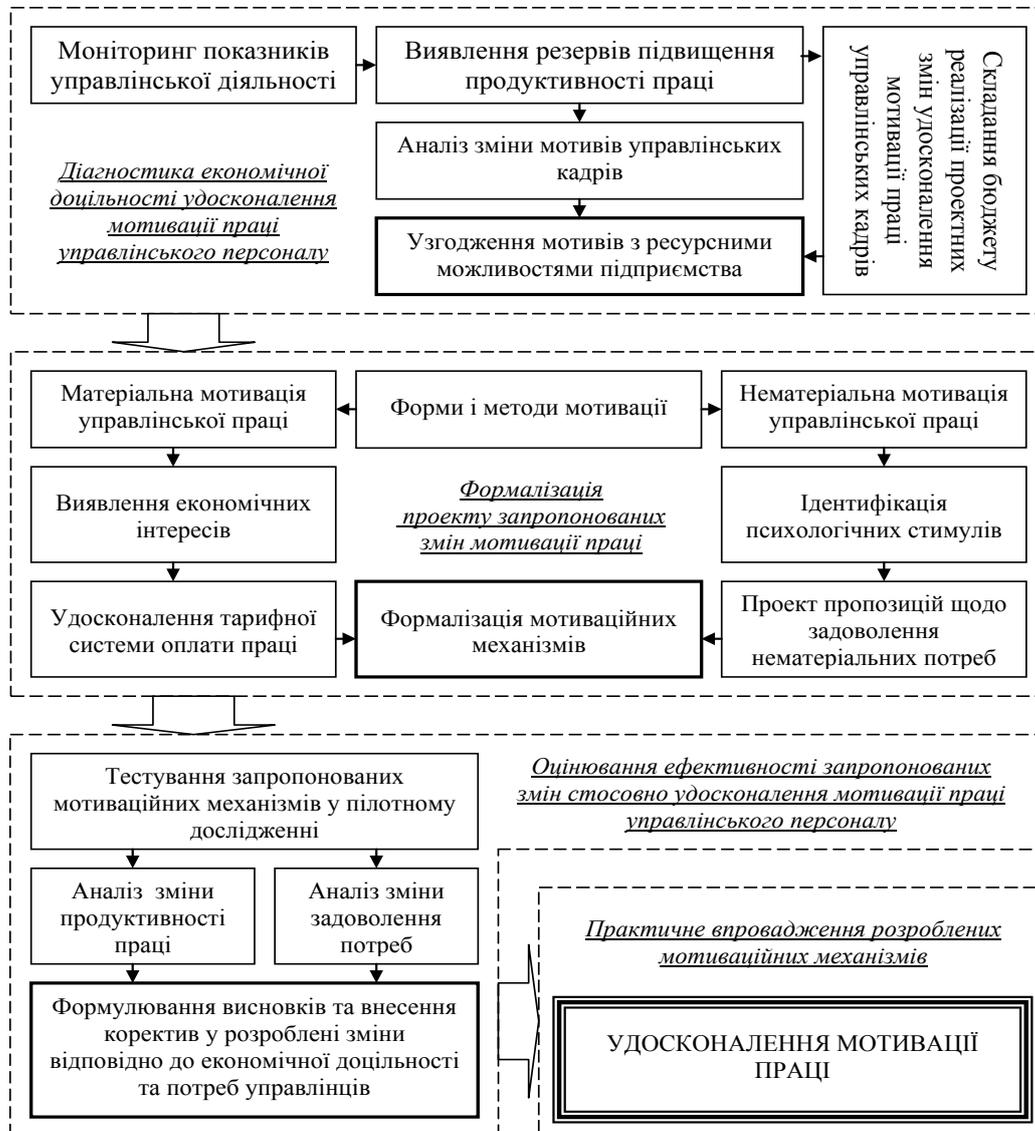 Моніторинг показників
управлінської діяльності
Виявлення резервів підвищення
продуктивності праці
Складання бюджету
реалізації проектних
змін удосконалення
мотивації праці
управлінських кадрів
Аналіз зміни мотивів управлінських
кадрів
Діагностика економічної
доцільності удосконалення
мотивації праці
управлінського персоналу
Узгодження мотивів з ресурсними
можливостями підприємства
Матеріальна мотивація
управлінської праці
Форми і методи мотивації
Нематеріальна мотивація
управлінської праці
Виявлення економічних
інтересів
Формалізація
проекту запропонованих
змін мотивації праці
Ідентифікація
психологічних стимулів
Удосконалення тарифної
системи оплати праці
Формалізація мотиваційних
механізмів
Проект пропозицій щодо
задоволення
нематеріальних потреб
Тестування запропонованих
мотиваційних механізмів у пілотному
дослідженні
Оцінювання ефективності запропонованих
змін стосовно удосконалення мотивації праці
управлінського персоналу
Аналіз зміни
продуктивності
праці
Аналіз зміни
задоволення
потреб
Практичне впровадження розроблених
мотиваційних механізмів
Формулювання висновків та внесення
коректив у розроблені зміни
відповідно до економічної доцільності
та потреб управлінців
УДОСКОНАЛЕННЯ МОТИВАЦІЇ
ПРАЦІ